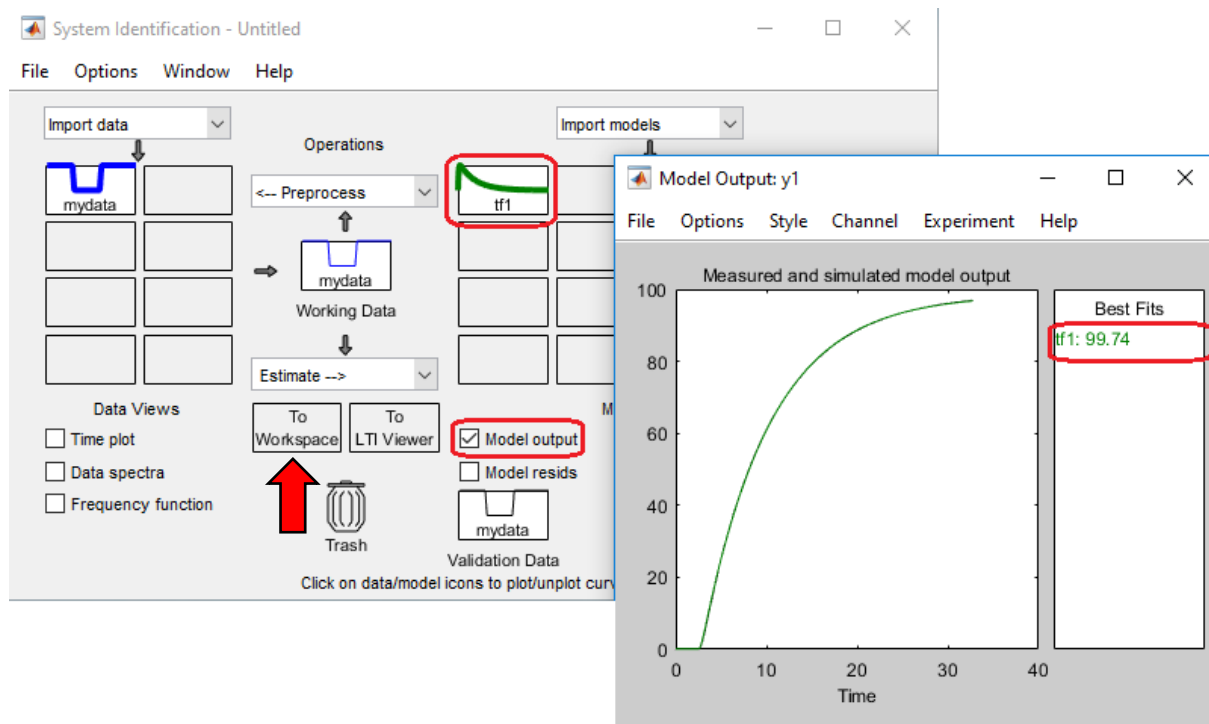 System Identification - Untitled
File Options Window Help
Import data
Import models
Operations
mydata
<-- Preprocess
tf1
mydata
Working Data
Estimate -->
Data Views
M
To Workspace
To LTI Viewer
Time plot
Data spectra
Frequency function
Model output
Model resids
Trash
mydata
Validation Data
Click on data/model icons to plot/unplot curv
Model Output: y1
File Options Style Channel Experiment Help
Measured and simulated model output
100
80
60
40
20
0
0 10 20 30 40
Time
Best Fits
tf1: 99.74